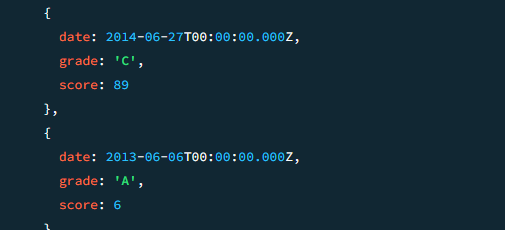 {
date: 2014-06-27T00:00:00.000Z,
grade: 'C',
score: 89
},
{
date: 2013-06-06T00:00:00.000Z,
grade: 'A',
score: 6
}